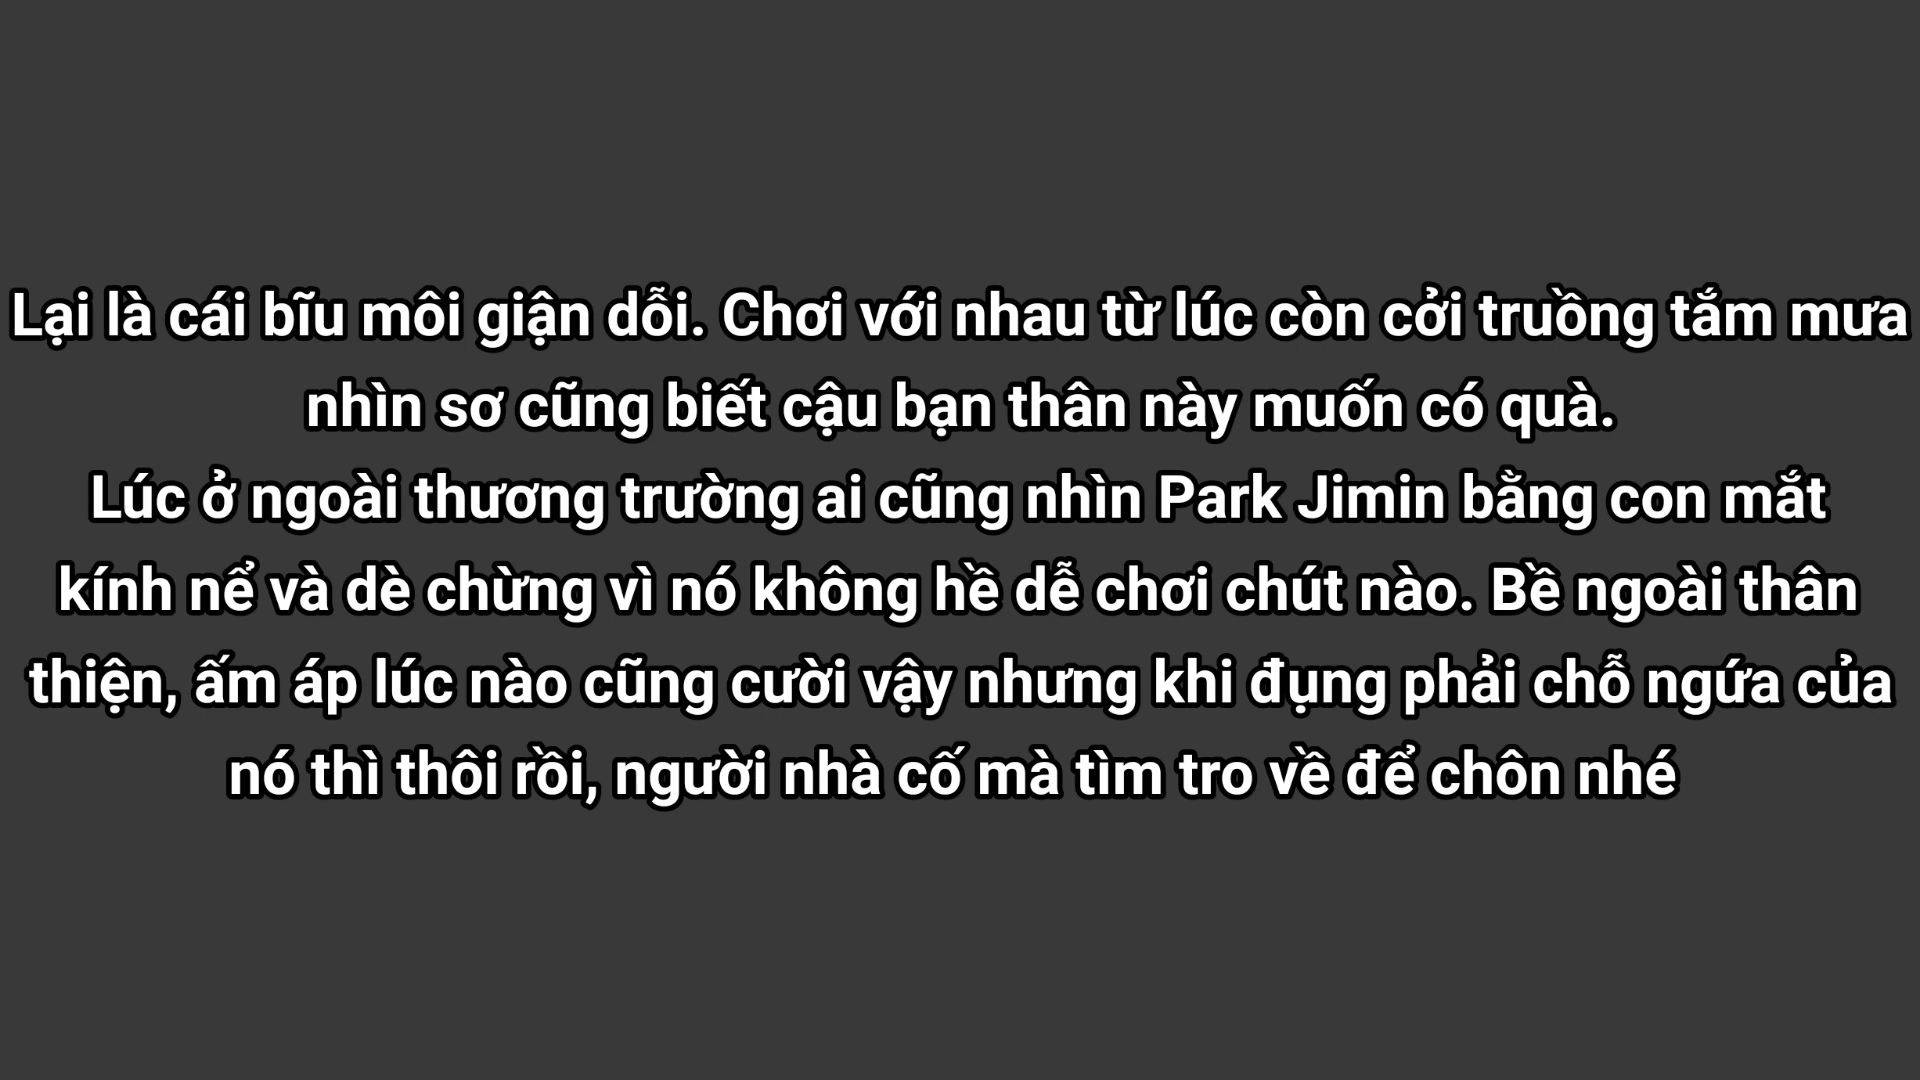 Lại là cái bĩu môi giận dỗi. Chơi với nhau từ lúc còn cởi truồng tắm mưa
nhìn sơ cũng biết cậu bạn thân này muốn có quà.
Lúc ở ngoài thương trường ai cũng nhìn Park Jimin bằng con mắt
kính nể và dè chừng vì nó không hề dễ chơi chút nào. Bề ngoài thân
thiện, ấm áp lúc nào cũng cười vậy nhưng khi đụng phải chỗ ngứa của
nó thì thôi rồi, người nhà cố mà tìm tro về để chôn nhé